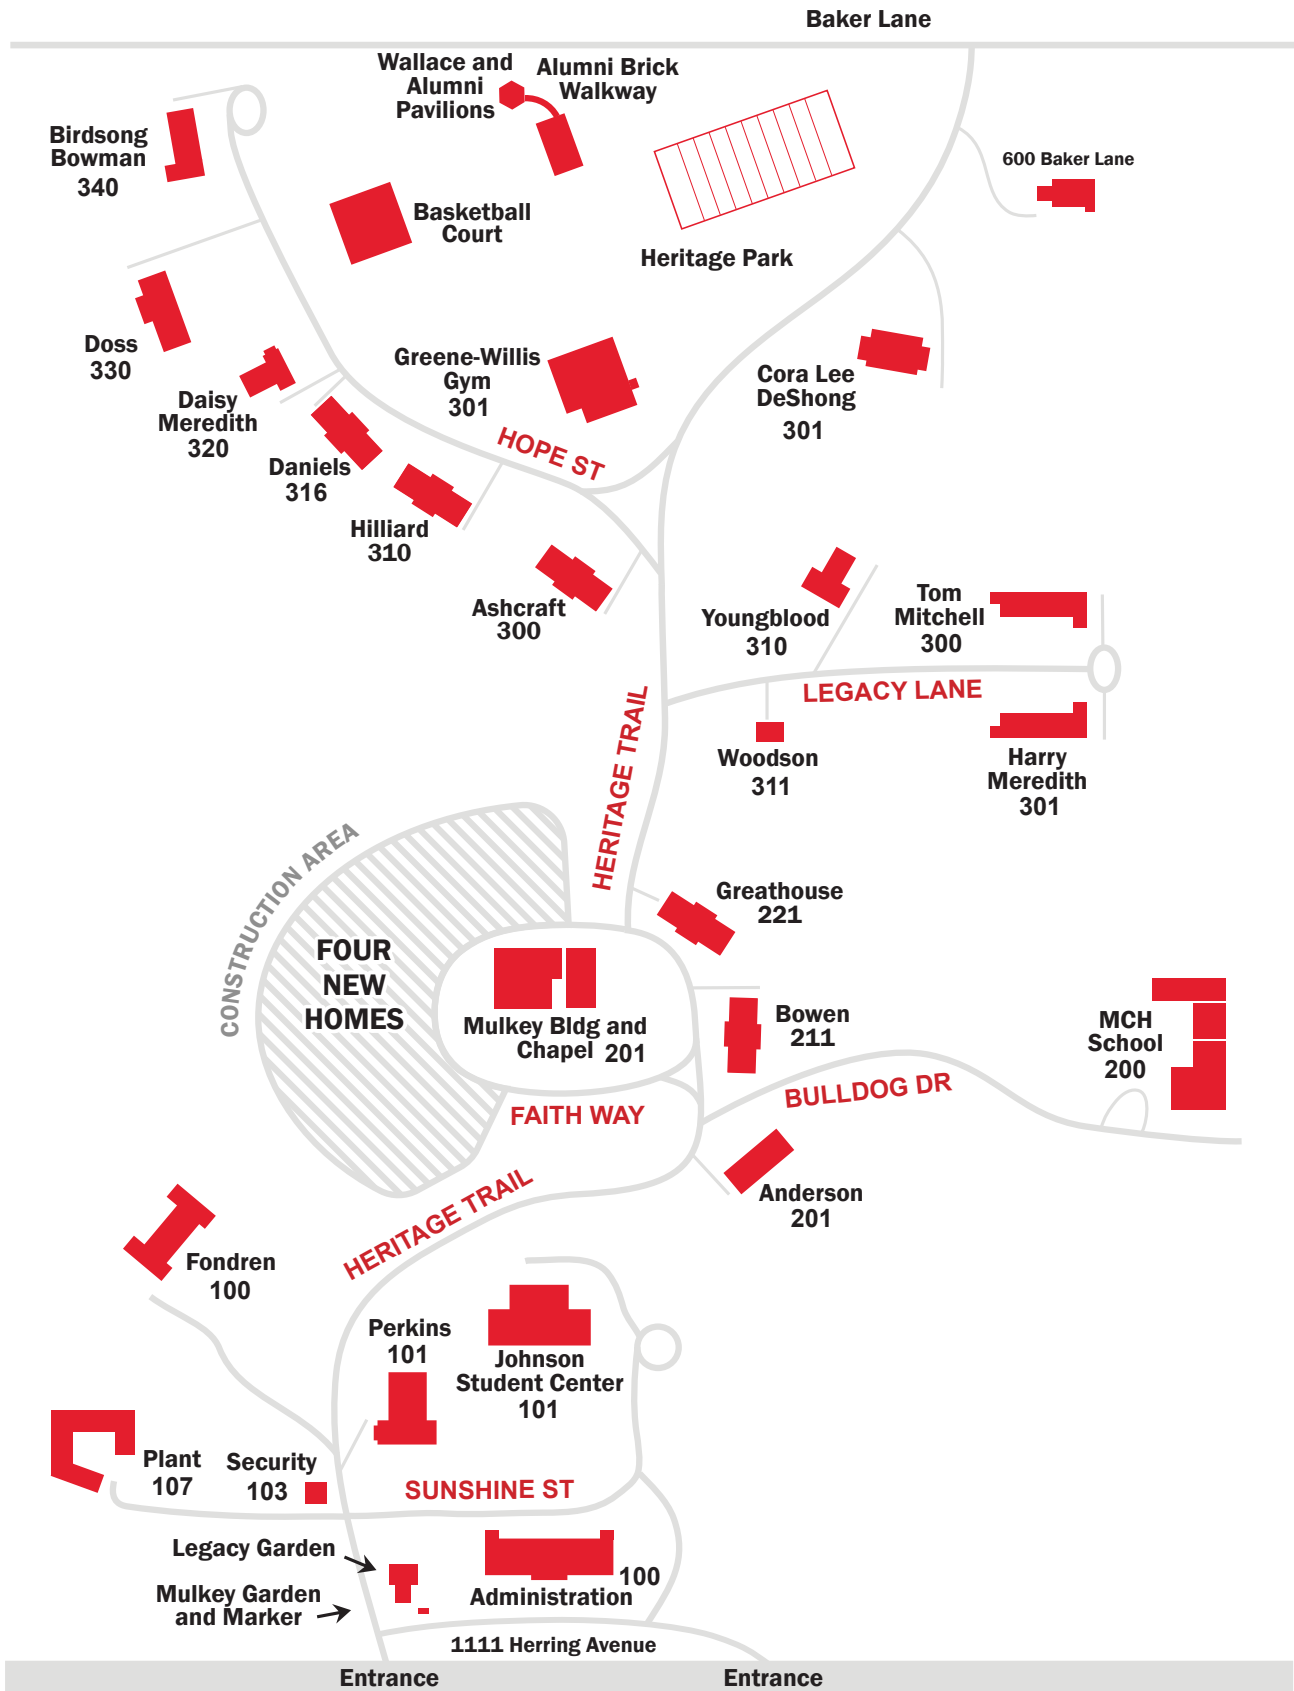 Baker Lane
Wallace and
Alumni
Pavilions
Alumni Brick
Walkway
Birdsong
Bowman
340
600 Baker Lane
Basketball
Court
Heritage Park
Doss
330
Greene-Willis
Gym
301
Cora Lee
DeShong
301
Daisy
Meredith
320
HOPE ST
Daniels
316
Hilliard
310
Ashcraft
300
Youngblood
310
Tom
Mitchell
300
LEGACY LANE
HERITAGE TRAIL
Woodson
311
Harry
Meredith
301
CONSTRUCTION AREA
Greathouse
221
FOUR
NEW
HOMES
Mulkey Bldg and
Chapel 201
Bowen
211
MCH
School
200
BULLDOG DR
FAITH WAY
Anderson
201
HERITAGE TRAIL
Fondren
100
Perkins
101
Johnson
Student Center
101
Plant
107
Security
103
SUNSHINE ST
Legacy Garden
Mulkey Garden
and Marker
100
Administration
1111 Herring Avenue
Entrance
Entrance